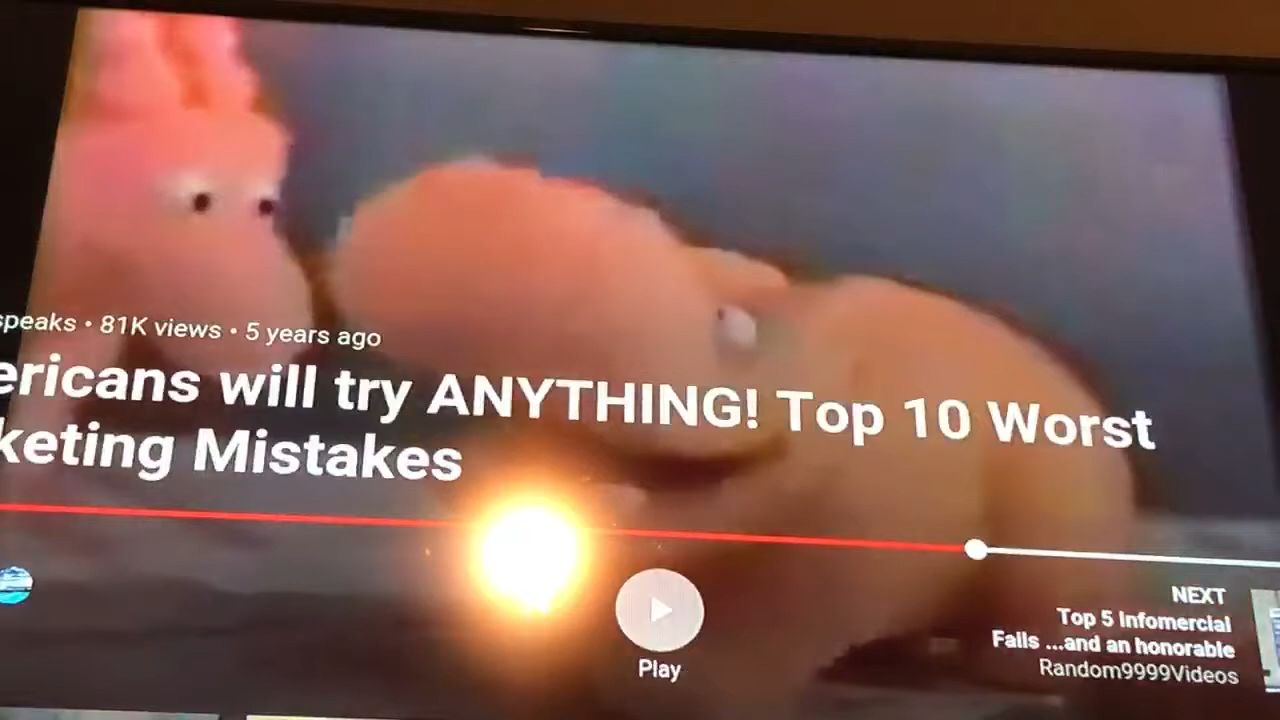 speaks • 81K views • 5 years ago
ericans will try ANYTHING! Top 10 Worst
keting Mistakes
Play
NEXT
Top 5 Infomercial
Falls ...and an honorable
Random9999Videos